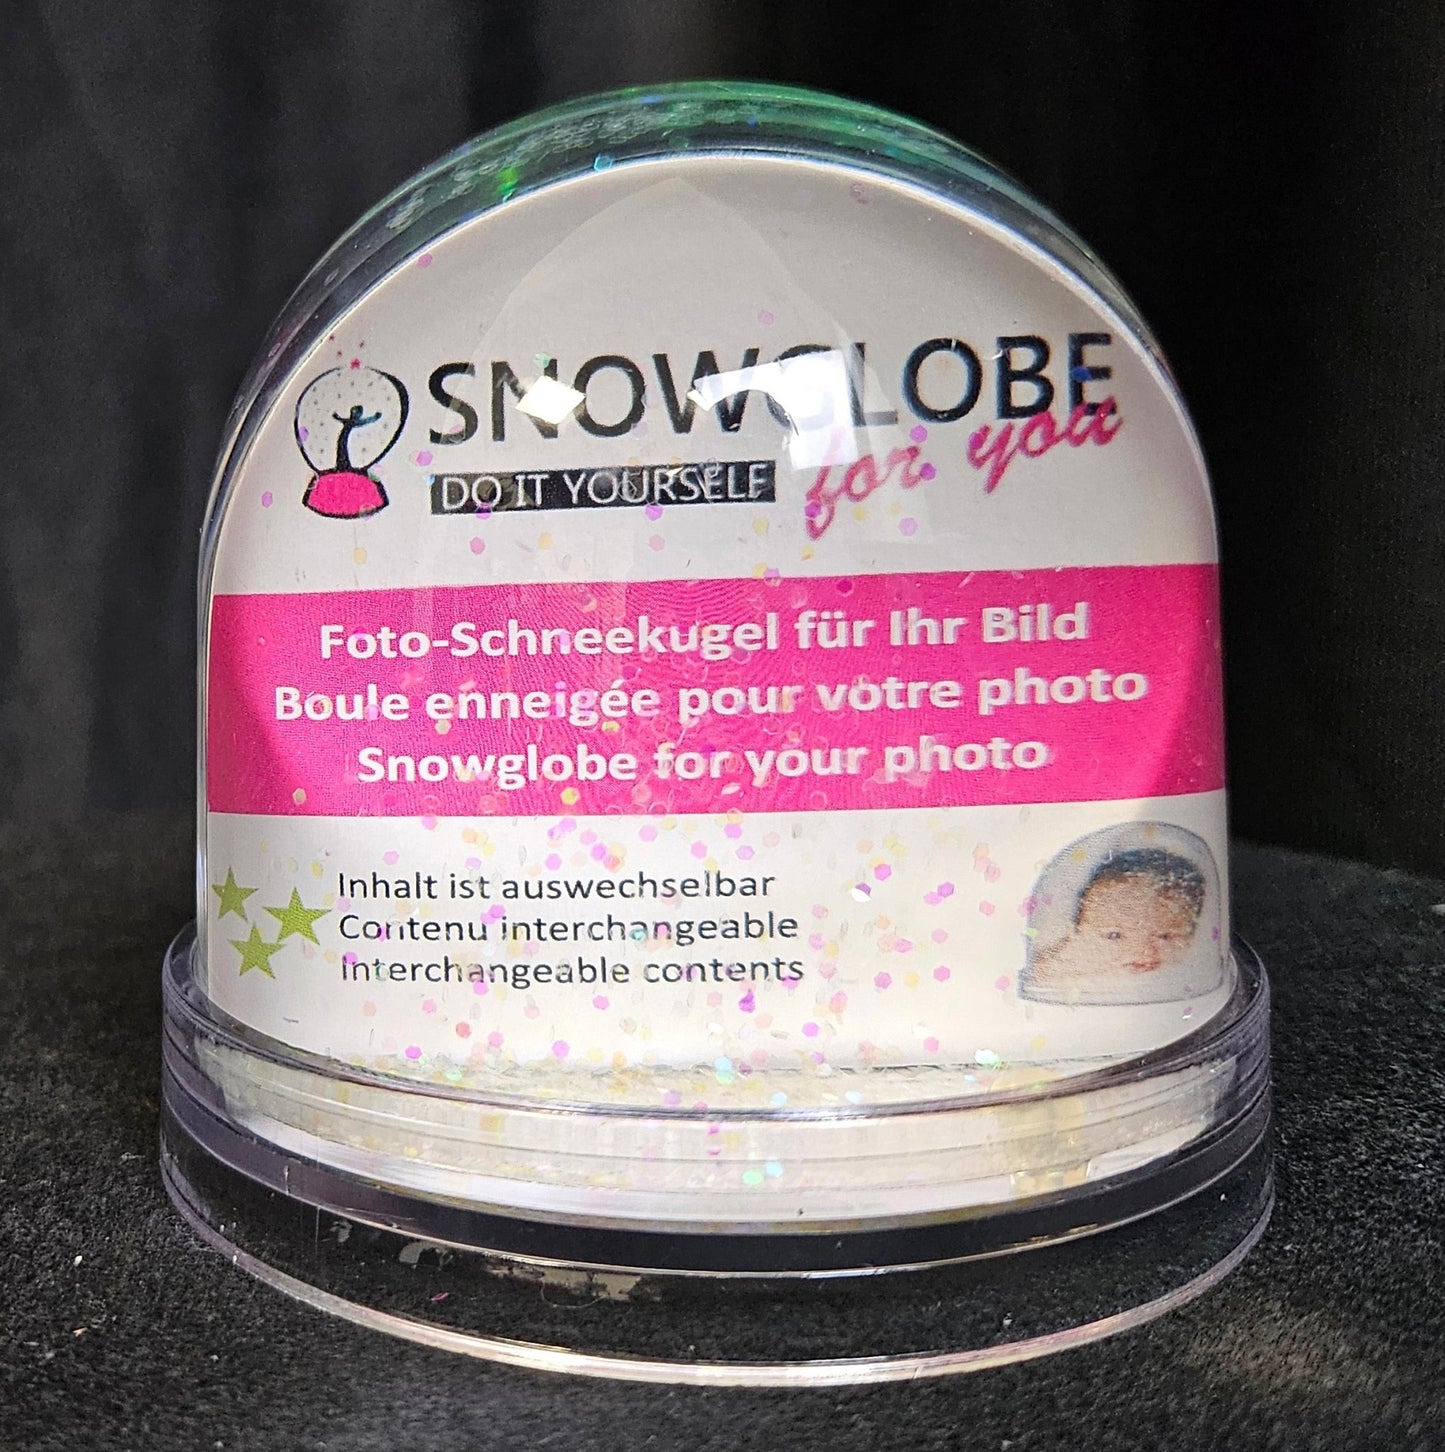 SNOWGLOBE
for you
DO IT YOURSELF
Foto-Schneekugel für Ihr Bild
Boule enneigée pour votre photo
Snowglobe for your photo
Inhalt ist auswechselbar
Contenu interchangeable
Interchangeable contents